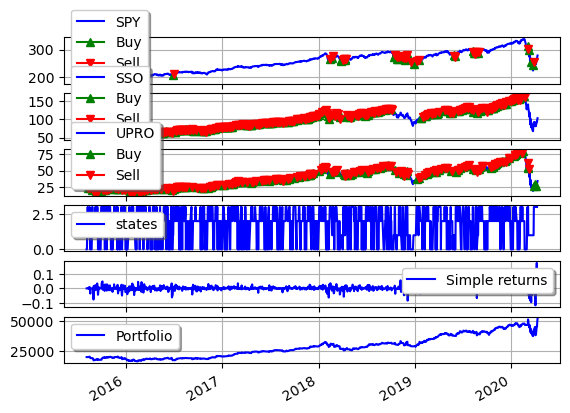 SPY
Buy
Sell
300
200
SSO
Buy
Sell
150
100
50
UPRO
Buy
Sell
75
50
25
states
2.5
0.0
Simple returns
0.1
0.0
−0.1
Portfolio
50000
25000
2016 2017 2018 2019 2020